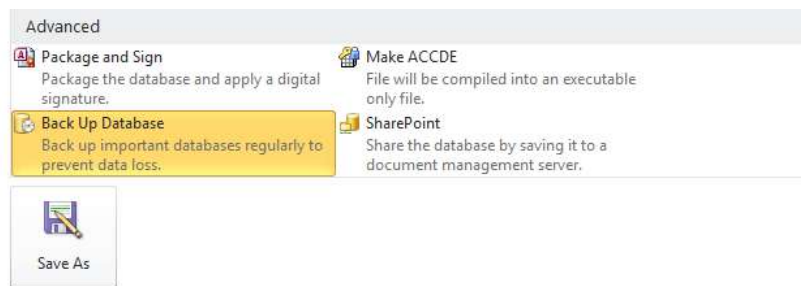 Advanced
Package and Sign
Package the database and apply a digital
signature.
Make ACCDE
File will be compiled into an executable
only file.
Back Up Database
Back up important databases regularly to
prevent data loss.
SharePoint
Share the database by saving it to a
document management server.
Save As